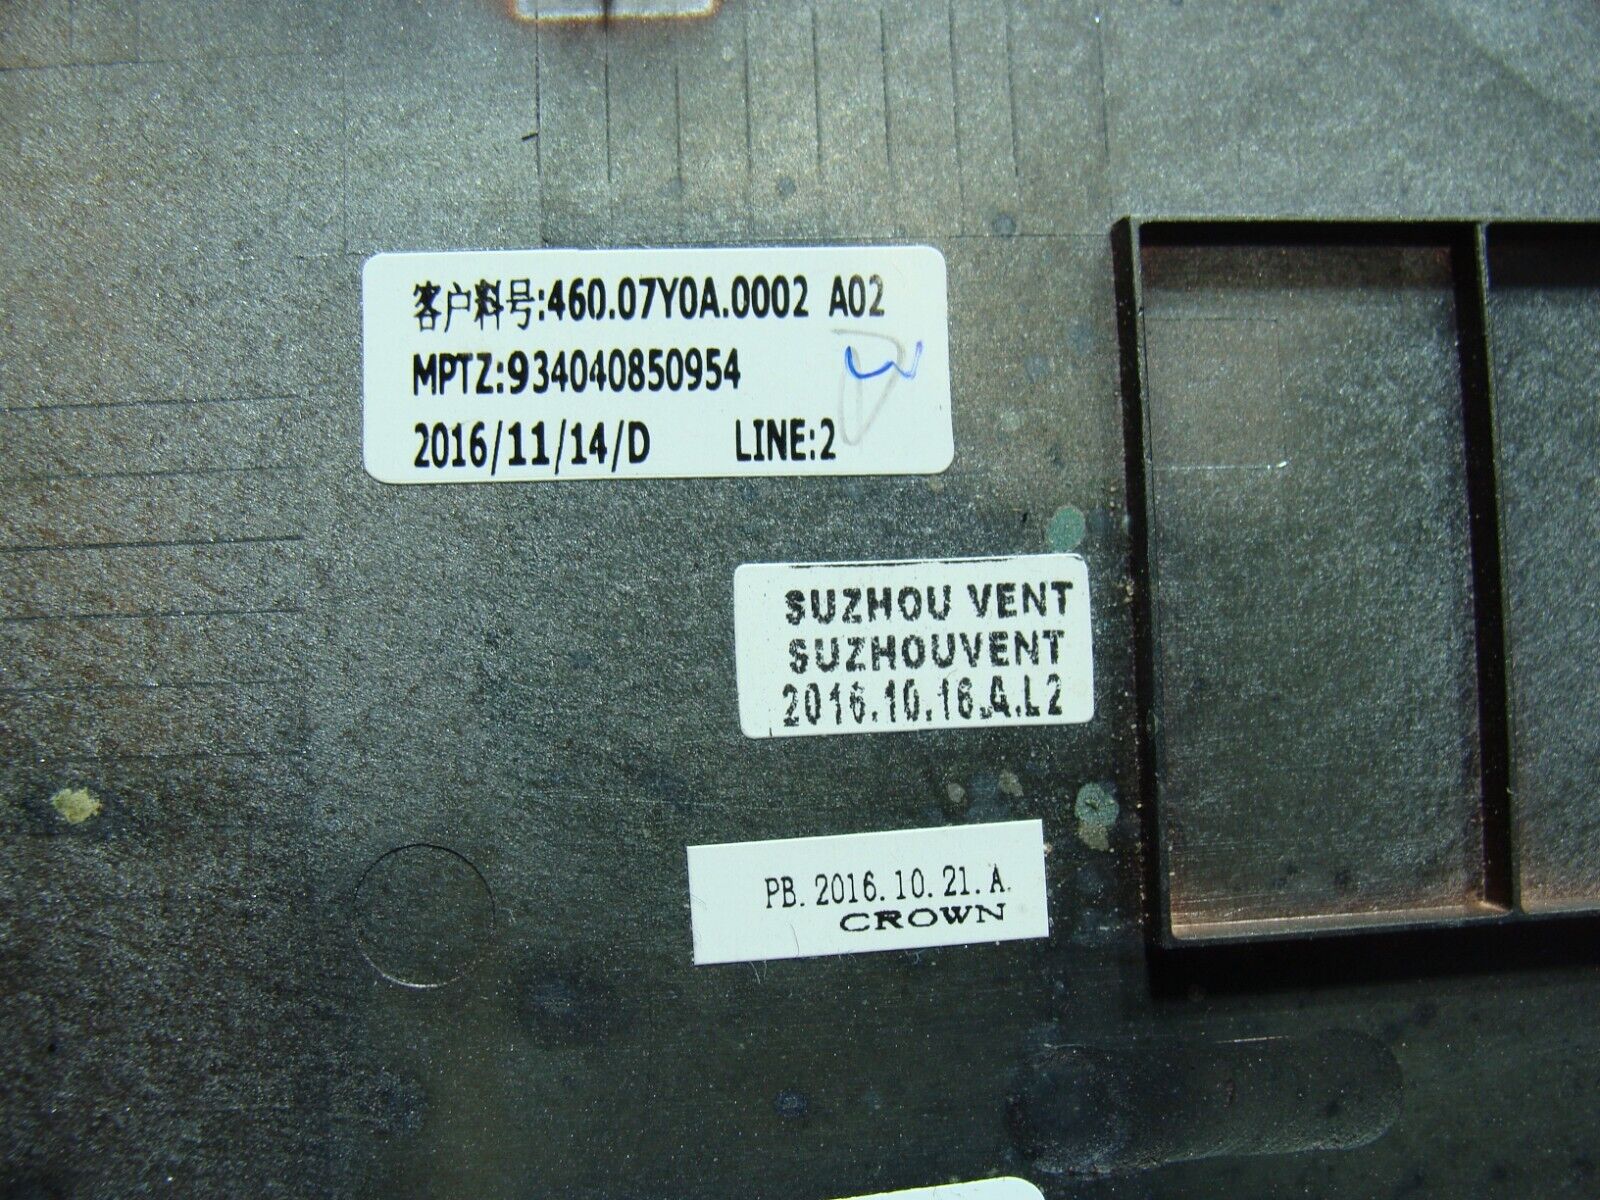 客户料号:460.07Y0A.0002 A02
MPTZ:934040850954
2016/11/14/D LINE:2
SUZHOU VENT
SUZHOUVENT
2016.10.16.A.L2
PB. 2016. 10. 21. A.
CROWN